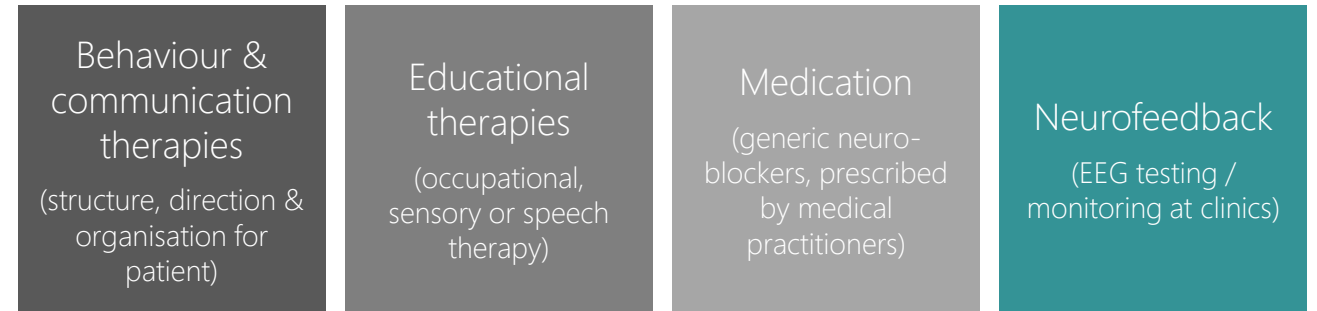 Behaviour &
communication
therapies
(structure, direction &
organisation for
patient)
Educational
therapies
(occupational,
sensory or speech
therapy)
Medication
(generic neuro-
blockers, prescribed
by medical
practitioners)
Neurofeedback
(EEG testing /
monitoring at clinics)